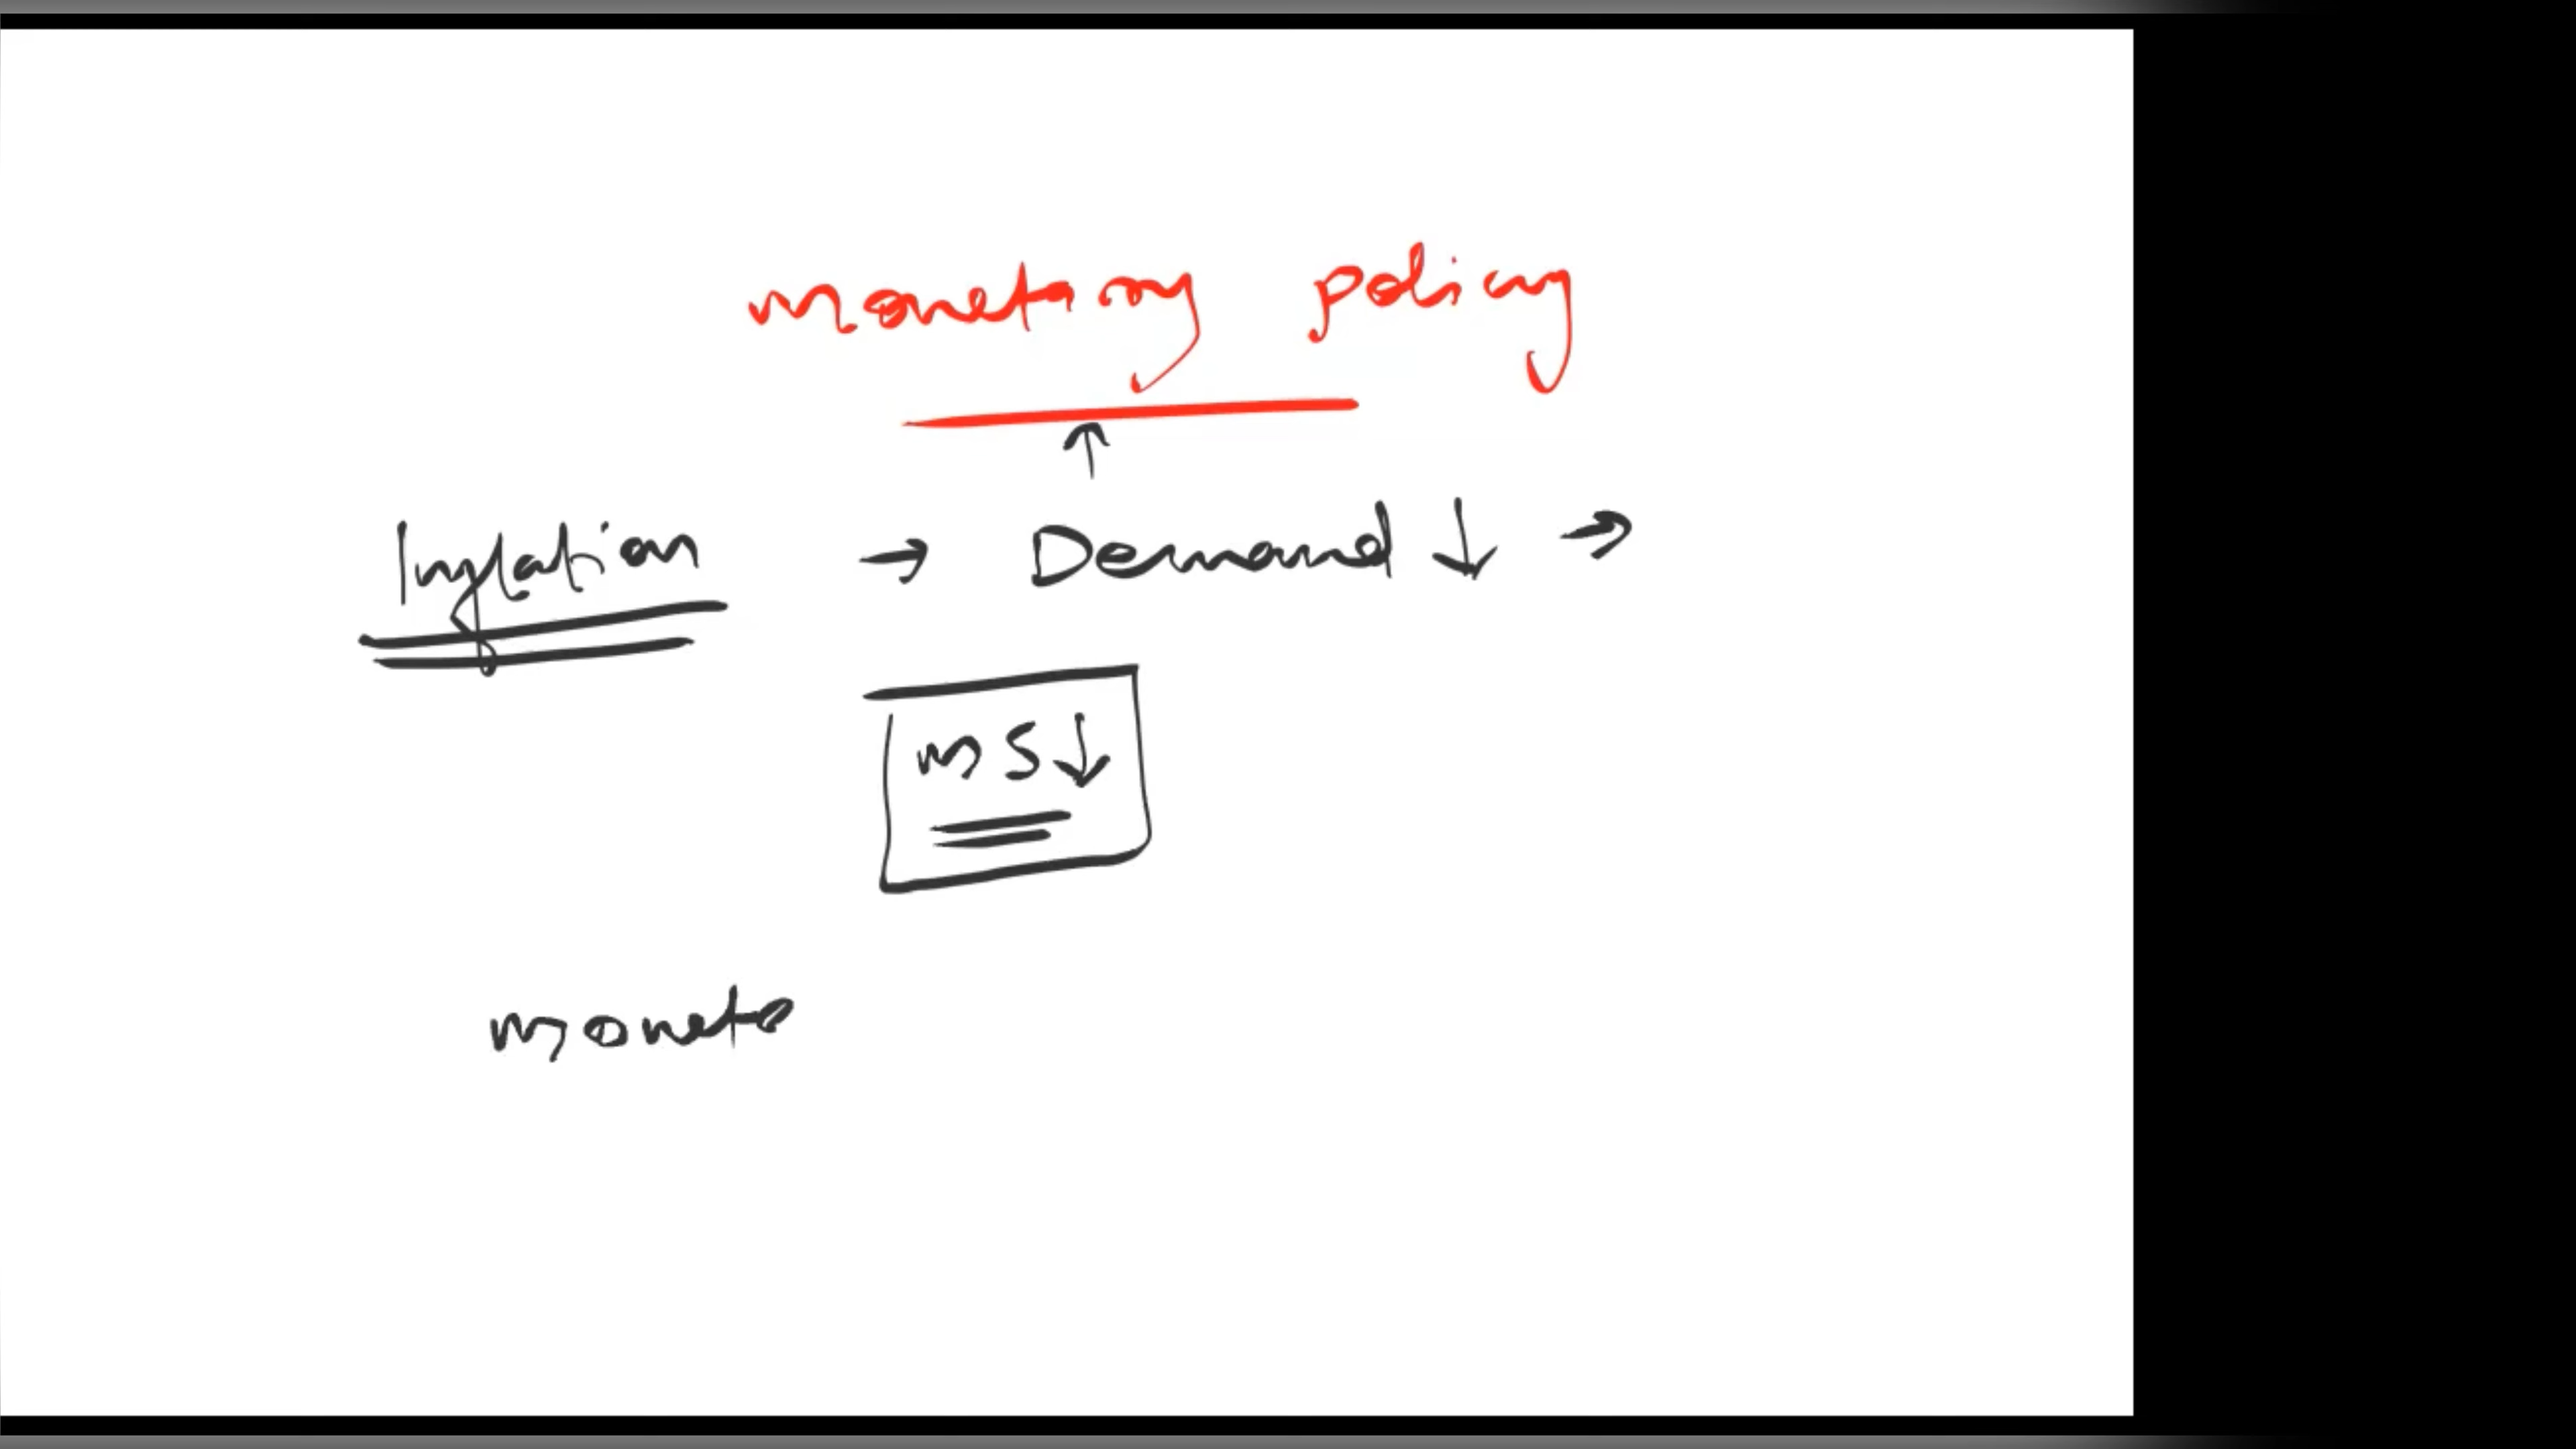 monetary policy
↑
Inflation → Demand ↓ →
MS↓
moneta